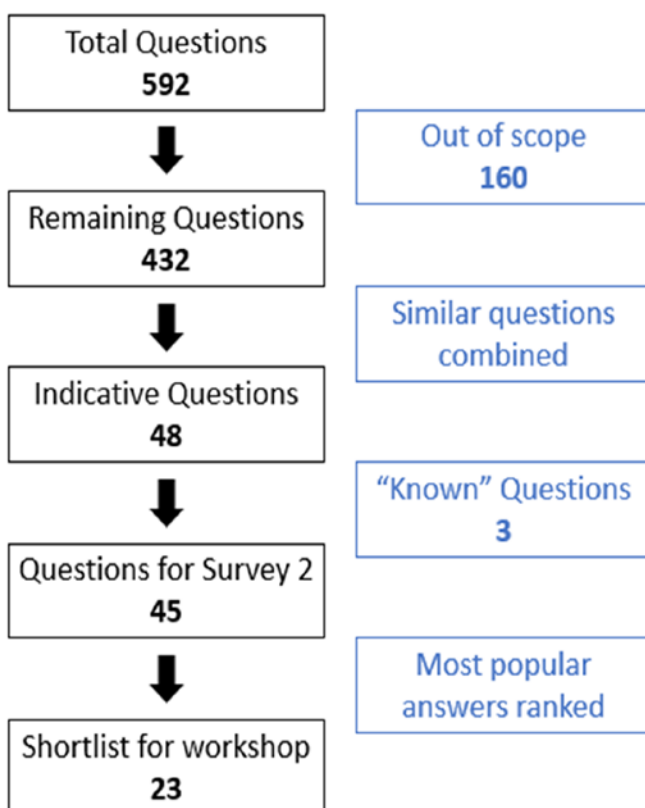 Total Questions
592
Out of scope
160
Remaining Questions
432
Similar questions
combined
Indicative Questions
48
“Known” Questions
3
Questions for Survey 2
45
Most popular
answers ranked
Shortlist for workshop
23